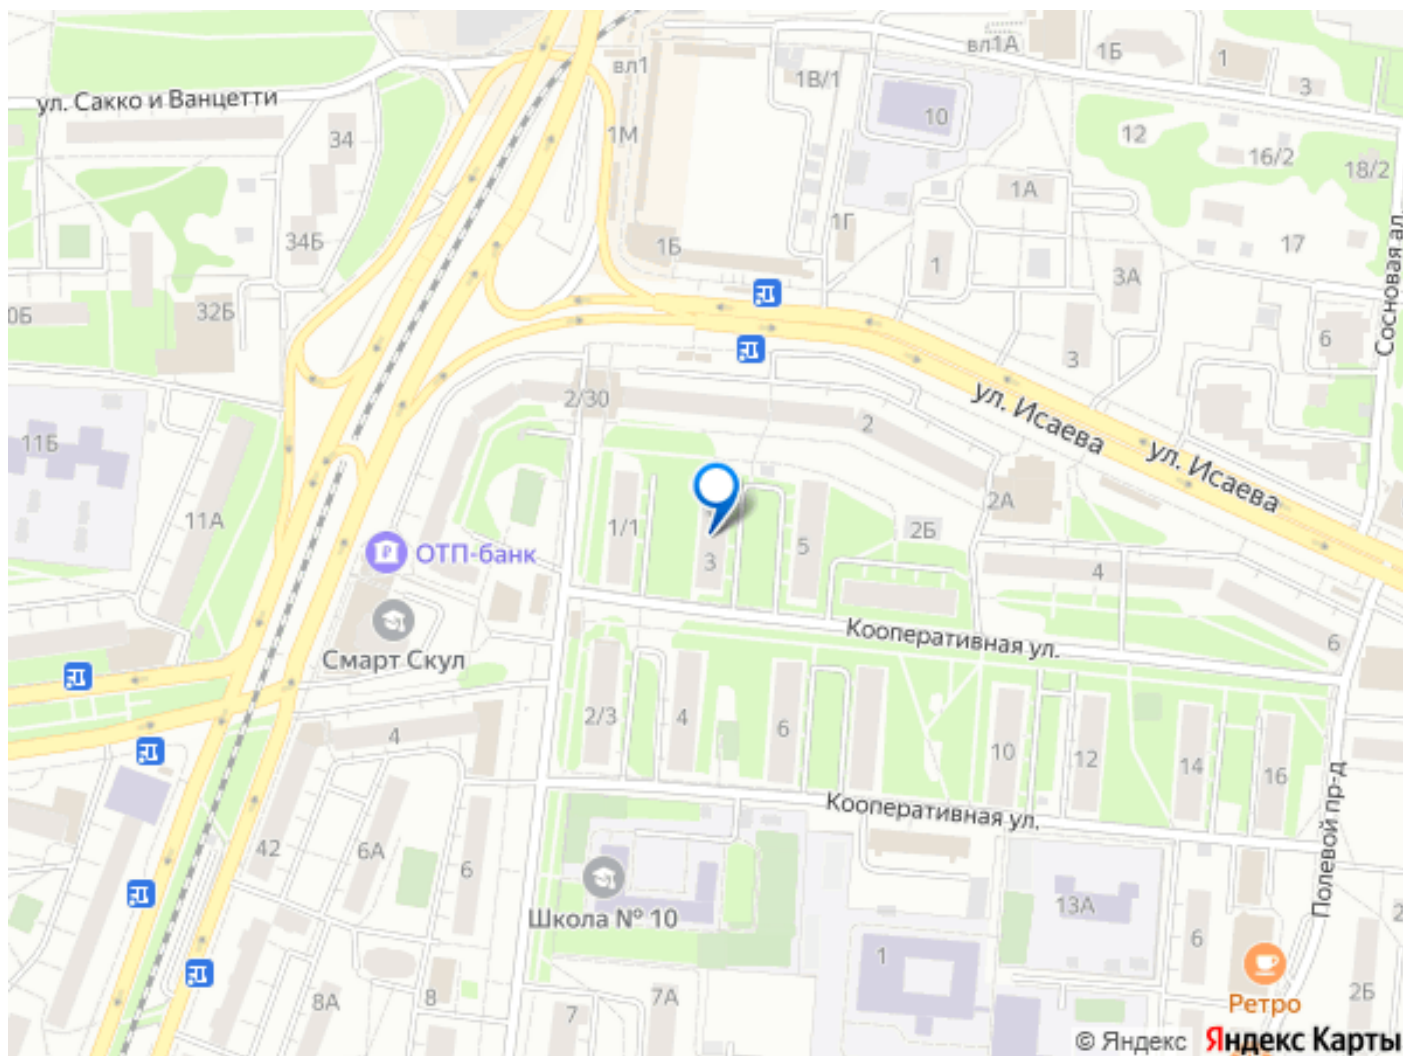 вл1А
1Б
1
вл1
1В/1
3
ул. Сакко и Ванцетти
10
34
1М
12
16/2
18/2
1А
1Г
34Б
1Б
17
1
3А
Сосновая ал.
0Б
32Б
6
3
2/30
ул. Исаева
2
11Б
ул. Исаева
2А
11А
1/1
2Б
5
ОТП-банк
3
4
Кооперативная ул.
6
Смарт Скул
2/3
4
6
4
10
12
14
16
Кооперативная ул.
Полевой пр-д
42
6А
6
Школа № 10
13А
2
6
1
8А
8
7А
7
2Б
Ретро
© Яндекс Яндекс Карты